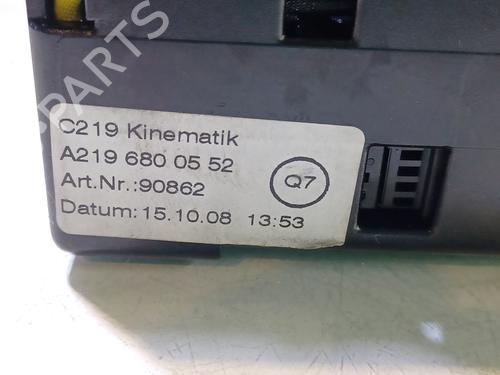 C219 Kinematik
A219 680 05 52
Art.Nr.:90862
Q7
Datum: 15.10.08 13:53
PARTS